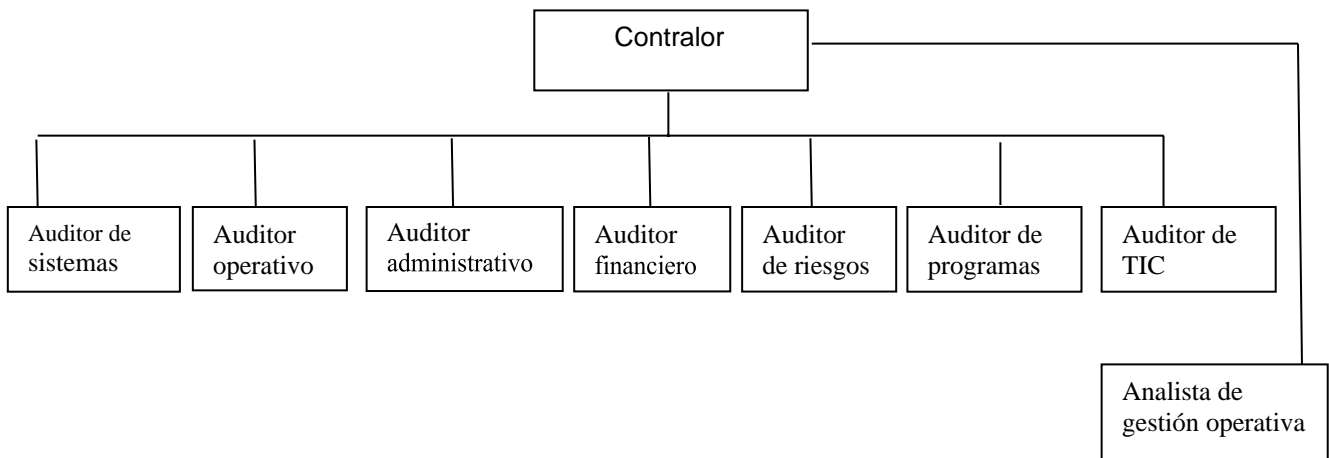 Contralor
Auditor de
sistemas
Auditor
operativo
Auditor
administrativo
Auditor
financiero
Auditor
de riesgos
Auditor de
programas
Auditor de
TIC
Analista de
gestión operativa